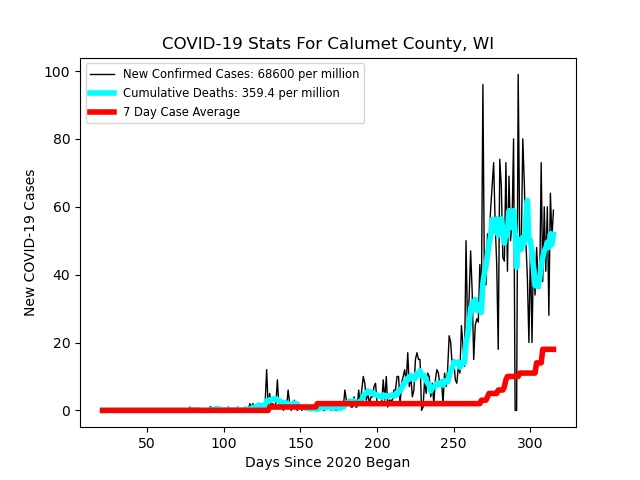 COVID-19 Stats For Calumet County, WI
New Confirmed Cases: 68600 per million
Cumulative Deaths: 359.4 per million
7 Day Case Average
New COVID-19 Cases
100
80
60
40
20
0
50 100 150 200 250 300
Days Since 2020 Began